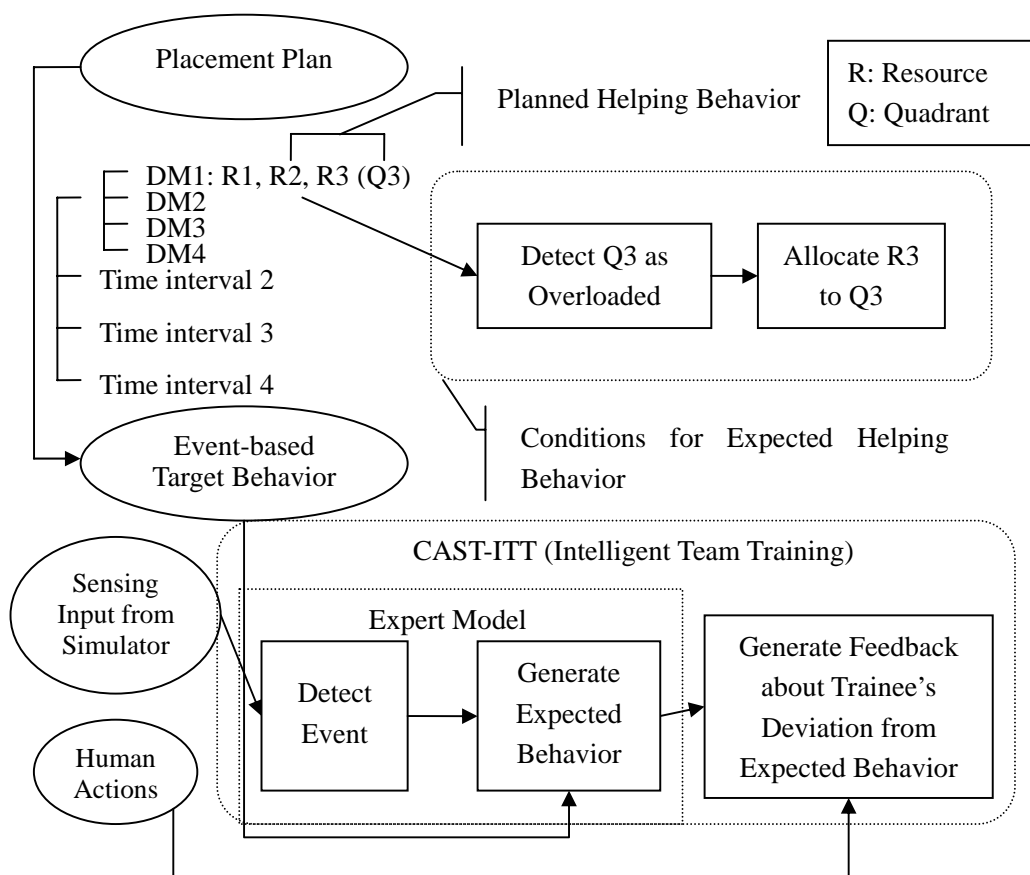 Placement Plan
Planned Helping Behavior
R: Resource
Q: Quadrant
DM1: R1, R2, R3 (Q3)
DM2
DM3
DM4
Time interval 2
Time interval 3
Time interval 4
Detect Q3 as
Overloaded
Allocate R3
to Q3
Event-based
Target Behavior
Conditions for Expected Helping
Behavior
CAST-ITT (Intelligent Team Training)
Sensing
Input from
Simulator
Expert Model
Detect
Event
Generate
Expected
Behavior
Generate Feedback
about Trainee’s
Deviation from
Expected Behavior
Human
Actions